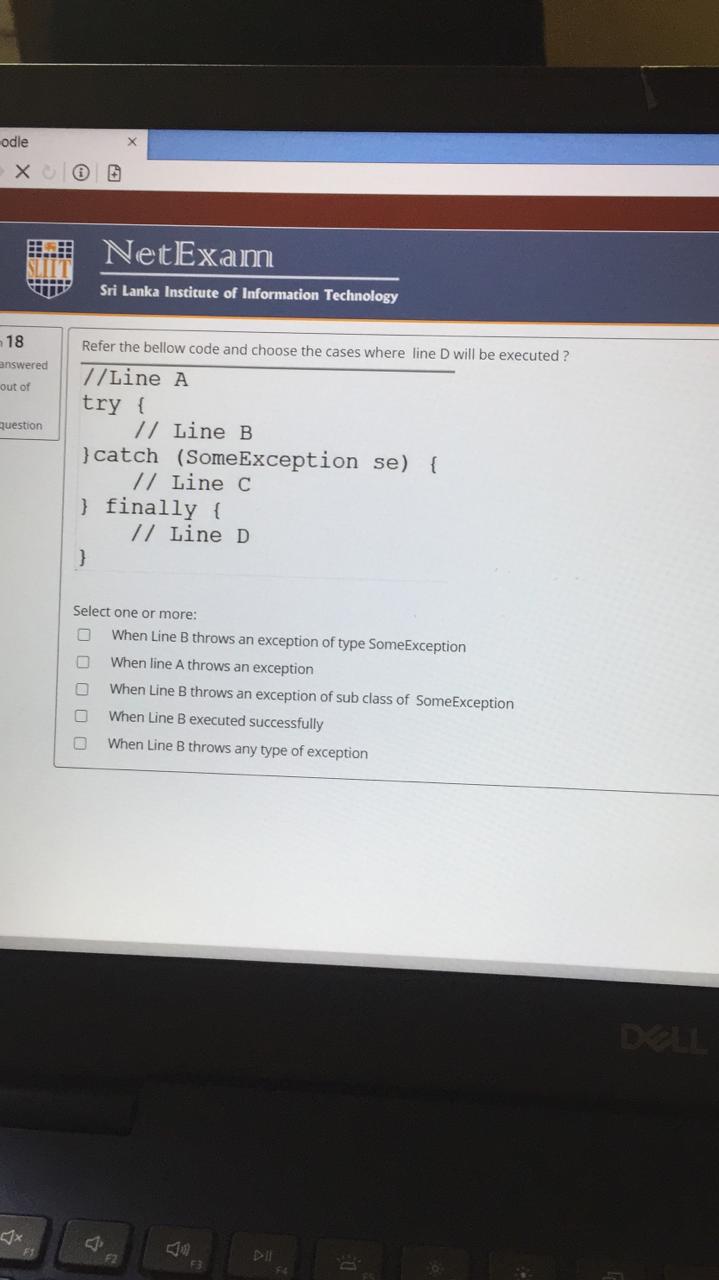 odle
NetExam
SLIIT
Sri Lanka Institute of Information Technology
18
answered
out of
question
Refer the bellow code and choose the cases where line D will be executed ?
//Line A
try {
// Line B
}catch (SomeException se) {
// Line C
} finally {
// Line D
}
Select one or more:
When Line B throws an exception of type SomeException
When line A throws an exception
When Line B throws an exception of sub class of SomeException
When Line B executed successfully
When Line B throws any type of exception
DELL
F1
F2
F3
F4